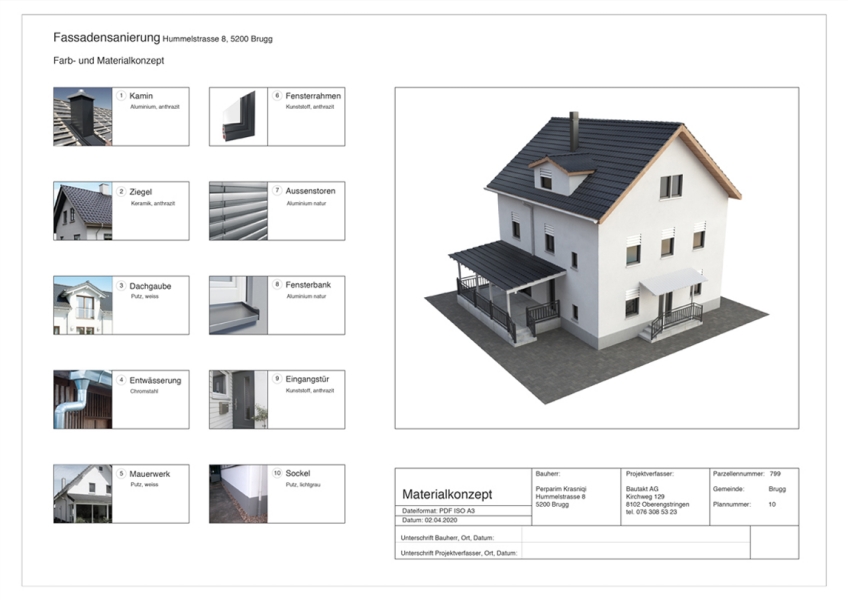 Fassadensanierung Hummelstrasse 8, 5200 Brugg
Farb- und Materialkonzept
1 Kamin
Aluminium, anthrazit
2 Ziegel
Keramik, anthrazit
3 Dachgaube
Putz, weiss
4 Entwässerung
Chromstahl
5 Mauerwerk
Putz, weiss
6 Fensterrahmen
Kunstoff, anthrazit
7 Aussenstoren
Aluminium natur
8 Fensterbank
Aluminium natur
9 Eingangstür
Kunstoff, anthrazit
10 Sockel
Putz, lichtgrau
Materialkonzept
Dateiformat: PDF ISO A3
Datum: 02.04.2020
Bauherr:
Perparim Krasniqi
Hummelstrasse 8
5200 Brugg
Projektverfasser:
Bautakt AG
Kirchweg 129
8102 Oberengstringen
tel. 076 308 53 23
Parzellennummer: 799
Gemeinde: Brugg
Plannummer: 10
Unterschrift Bauherr, Ort, Datum:
Unterschrift Projektverfasser, Ort, Datum: